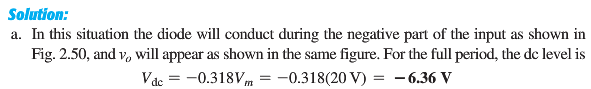 Solution:
a. In this situation the diode will conduct during the negative part of the input as shown in
Fig. 2.50, and vₒ will appear as shown in the same figure. For the full period, the dc level is
V_dc = −0.318V_m = −0.318(20 V) = −6.36 V